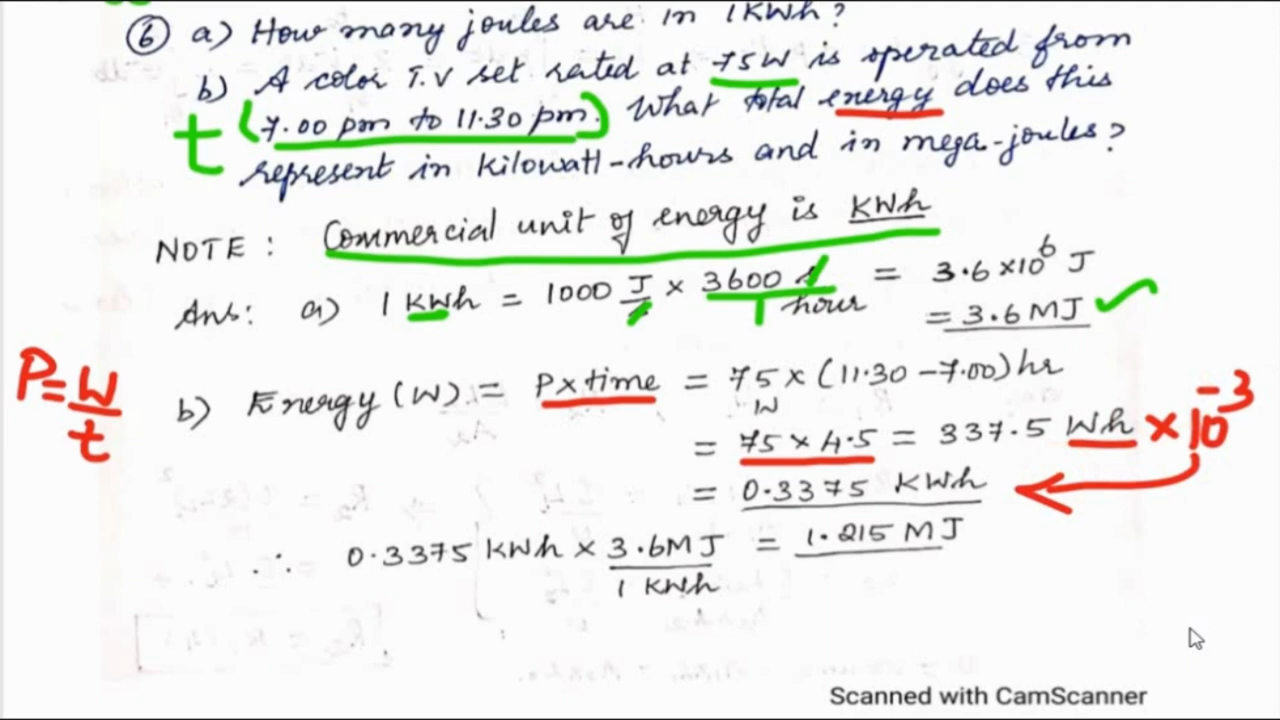 ⑥ a) How many joules are in 1KWh?
b) A color T.V set rated at 75W is operated from
t (7.00 pm to 11.30 pm). What total energy does this
represent in kilowatt-hours and in mega-joules?
NOTE : Commercial unit of energy is KWh
Ans: a) 1 KWh = 1000 J/s × 3600 s/1 hour = 3.6 ×10⁶ J
= 3.6 MJ ✓
P = W/t
b) Energy (W) = P×time = 75 × (11.30 – 7.00) hr
W
= 75 × 4.5 = 337.5 Wh × 10⁻³
= 0.3375 KWh
∴ 0.3375 KWh × 3.6MJ/1 KWh = 1.215 MJ
Scanned with CamScanner